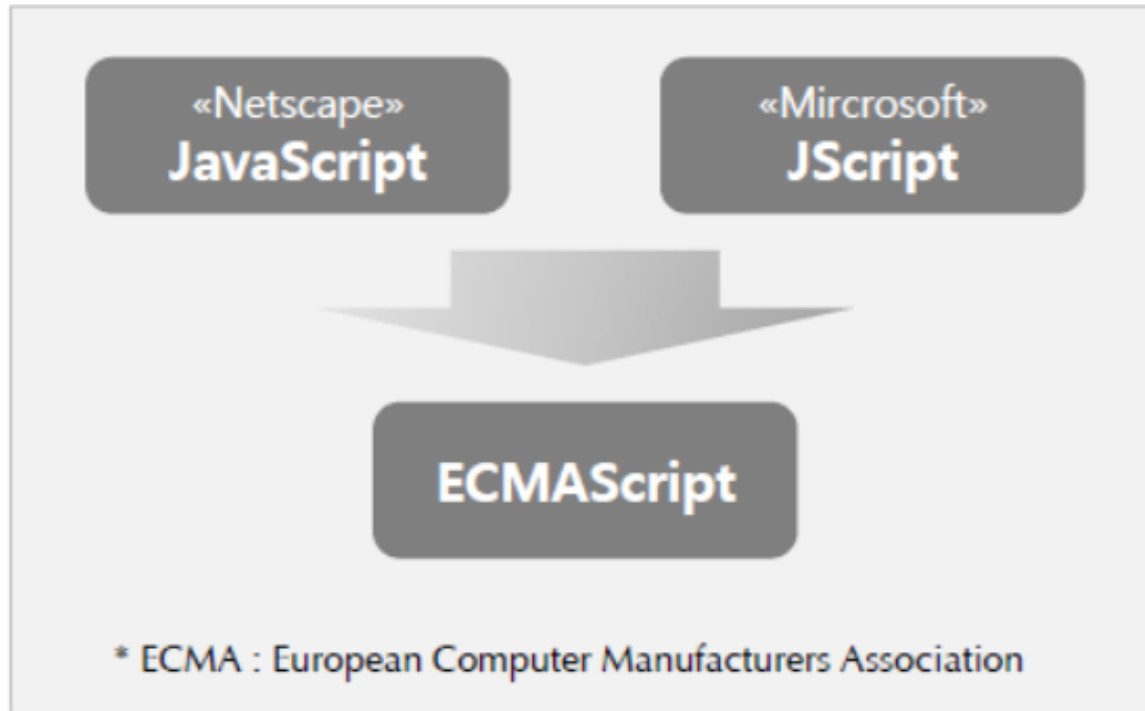 «Netscape»
JavaScript
«Mircrosoft»
JScript
ECMAScript
* ECMA : European Computer Manufacturers Association